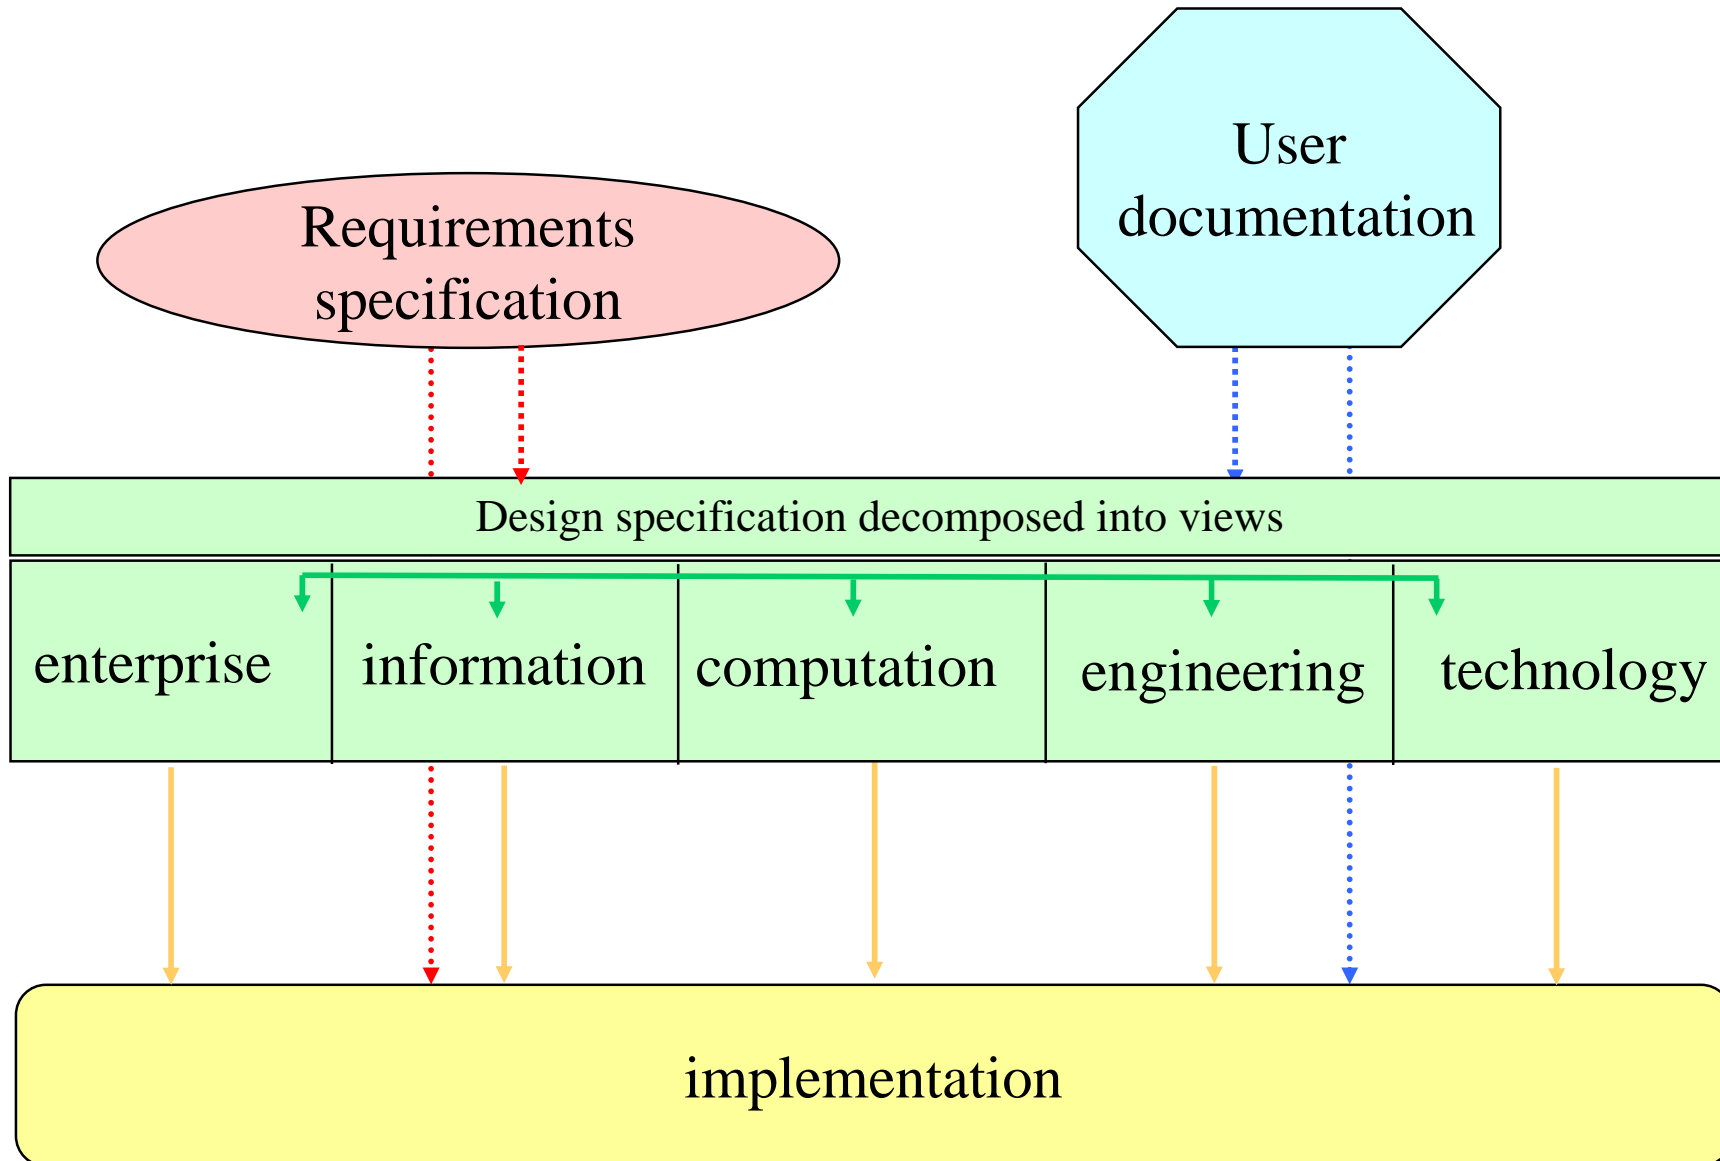 User
documentation
Requirements
specification
Design specification decomposed into views
enterprise
information
computation
engineering
technology
implementation